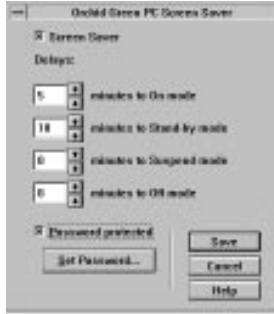 Orchid Green PC Screen Saver
Screen Saver
Delays:
5 minutes to On mode
10 minutes to Stand-by mode
0 minutes to Suspend mode
0 minutes to Off mode
Password protected
Set Password...
Save
Cancel
Help